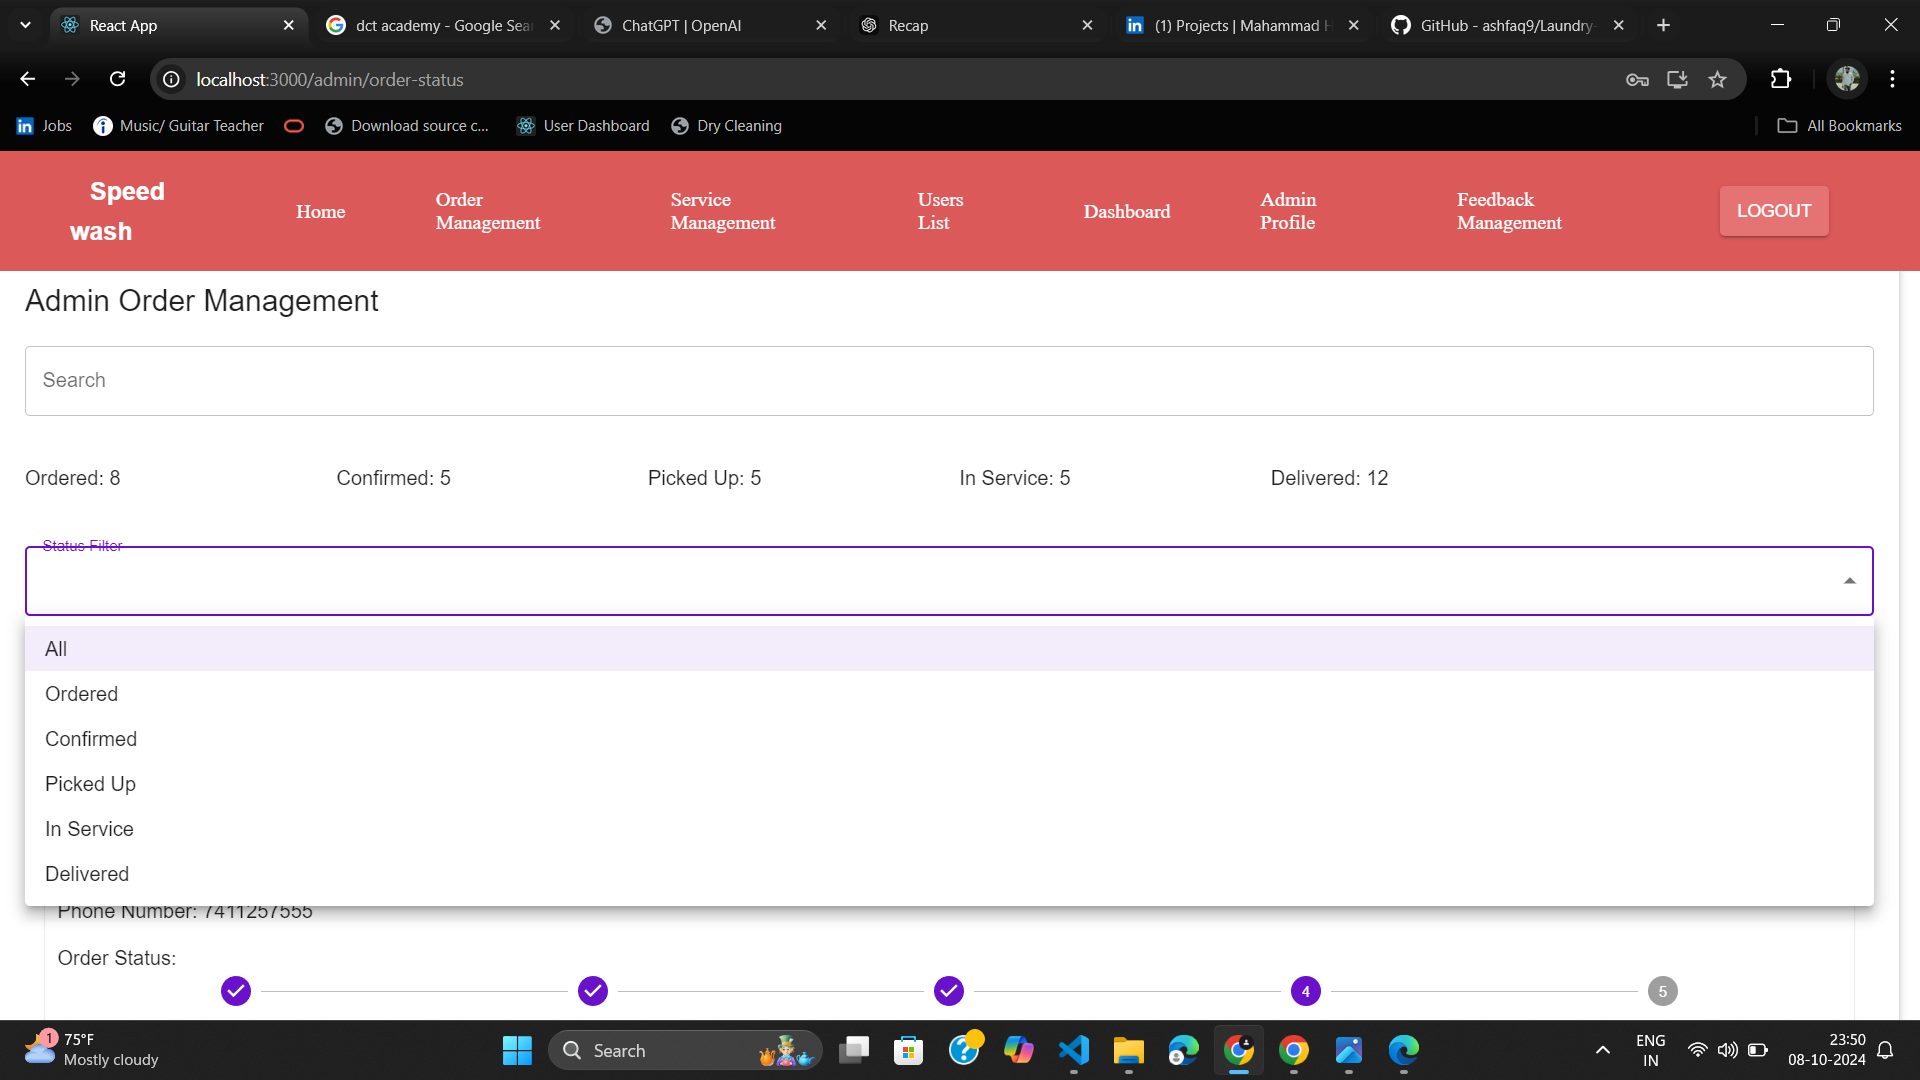 React App
dct academy - Google Sea
ChatGPT | OpenAI
Recap
(1) Projects | Mahammad H
GitHub - ashfaq9/Laundry-
localhost:3000/admin/order-status
Jobs
Music/ Guitar Teacher
Download source c...
User Dashboard
Dry Cleaning
All Bookmarks
Speed
wash
Home
Order
Management
Service
Management
Users
List
Dashboard
Admin
Profile
Feedback
Management
LOGOUT
Admin Order Management
Search
Ordered: 8
Confirmed: 5
Picked Up: 5
In Service: 5
Delivered: 12
Status Filter
All
Ordered
Confirmed
Picked Up
In Service
Delivered
Phone Number: 7411257555
Order Status:
4
5
1
75°F
Mostly cloudy
Search
ENG
IN
23:50
08-10-2024